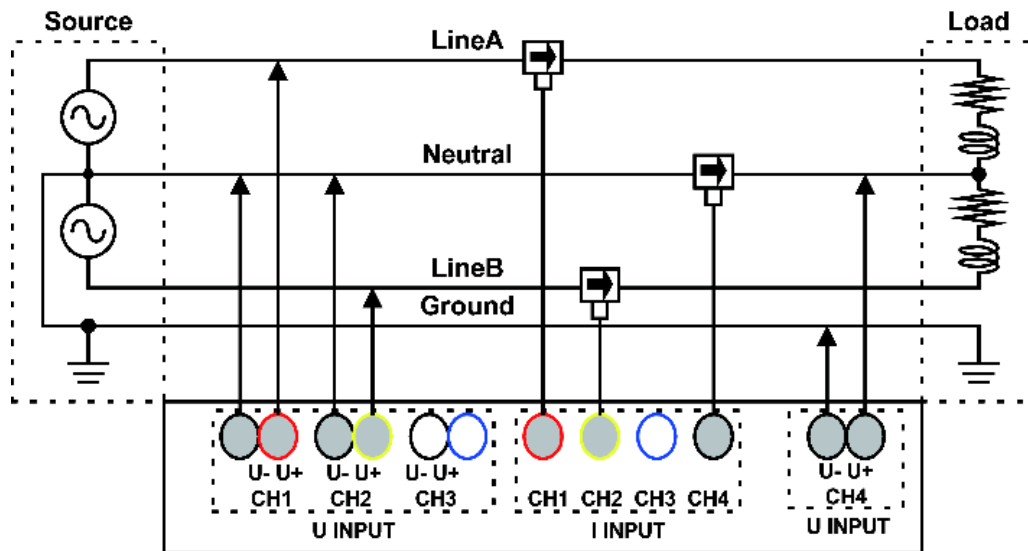 Source
Load
LineA
Neutral
LineB
Ground
U- U+ U- U+ U- U+
CH1 CH2 CH3
U INPUT
CH1 CH2 CH3 CH4
I INPUT
U- U+
CH4
U INPUT